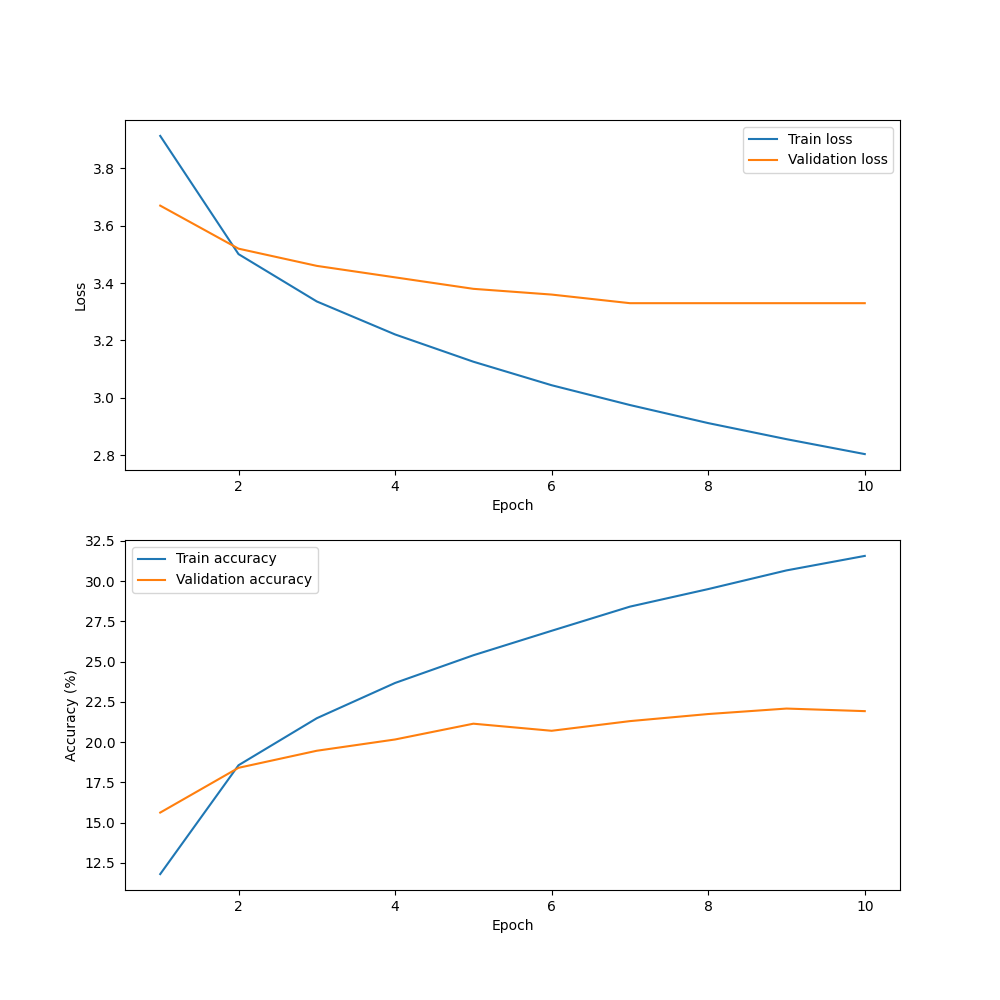 Train loss
Validation loss
3.8
3.6
3.4
3.2
3.0
2.8
Loss
2 4 6 8 10
Epoch
Train accuracy
Validation accuracy
32.5
30.0
27.5
25.0
22.5
20.0
17.5
15.0
12.5
Accuracy (%)
2 4 6 8 10
Epoch